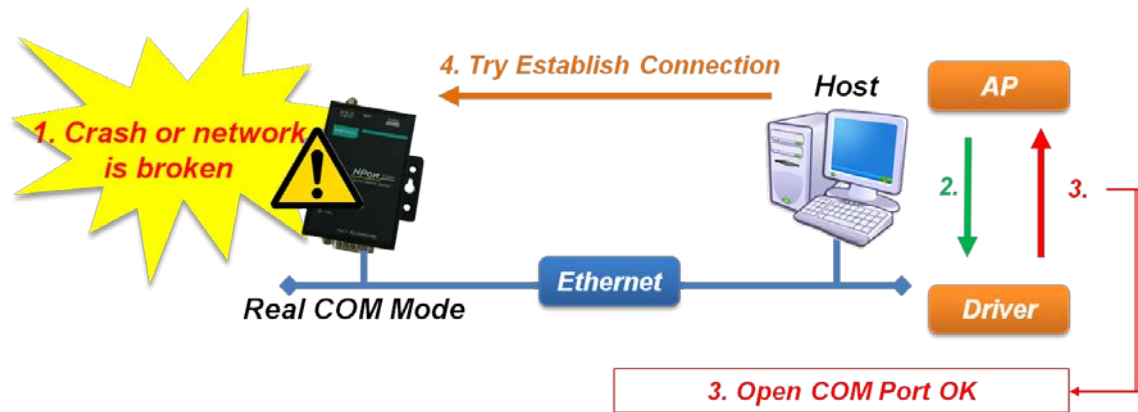 4. Try Establish Connection
Host
AP
1. Crash or network
is broken
NPort
2.
3.
Ethernet
Real COM Mode
Driver
3. Open COM Port OK